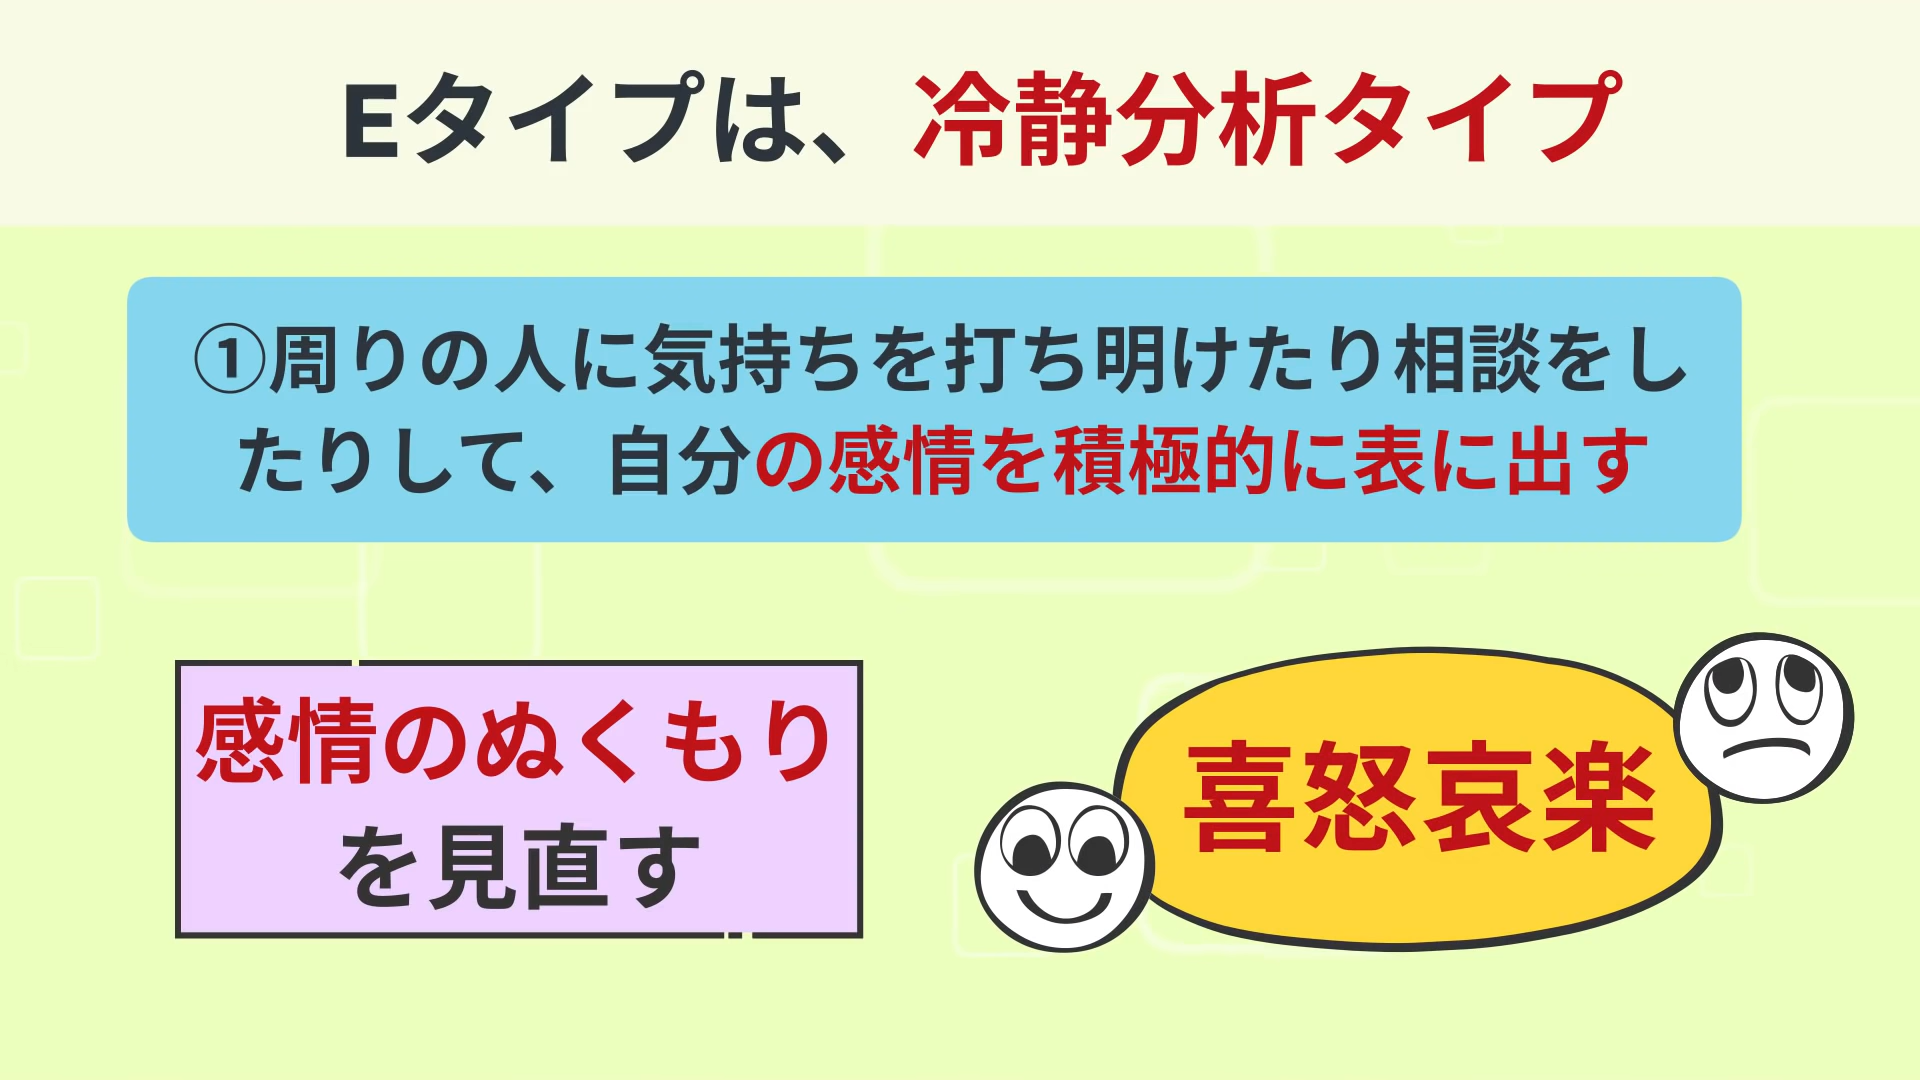 Eタイプは、冷静分析タイプ
①周りの人に気持ちを打ち明けたり相談をし
たりして、自分の感情を積極的に表に出す
感情のぬくもり
を見直す
喜怒哀楽